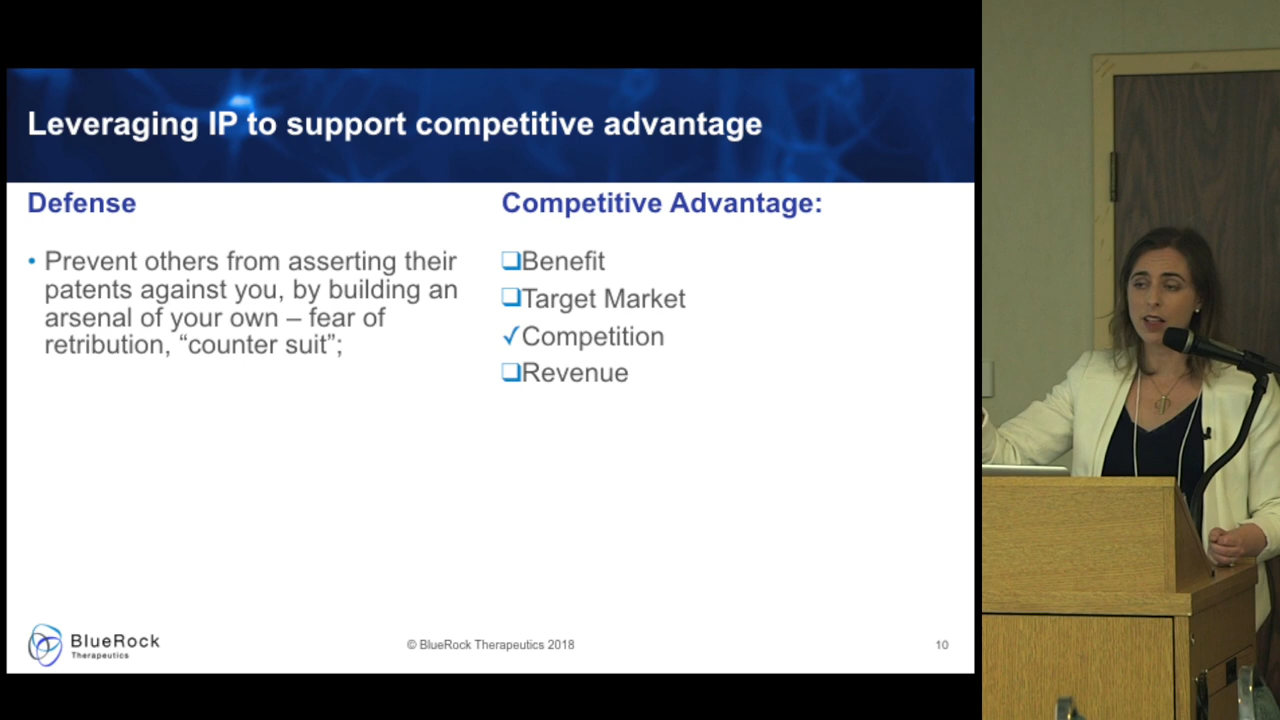 Leveraging IP to support competitive advantage
Defense
• Prevent others from asserting their
patents against you, by building an
arsenal of your own – fear of
retribution, “counter suit”;
Competitive Advantage:
❑Benefit
❑Target Market
✓Competition
❑Revenue
BlueRock
Therapeutics
© BlueRock Therapeutics 2018
10